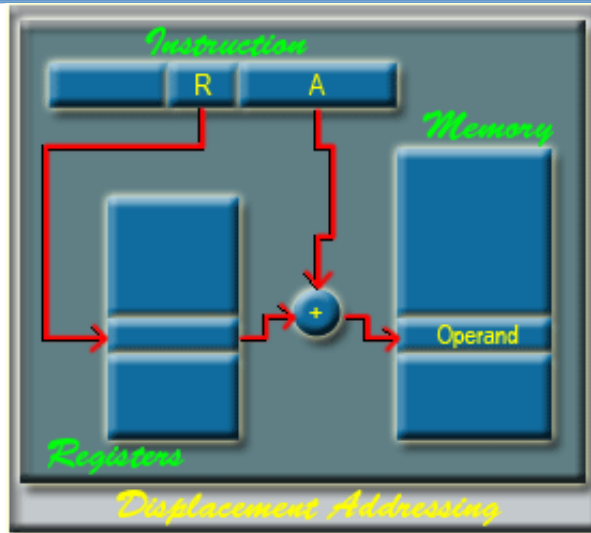 Instruction
R A
Memory
+
Operand
Registers
Displacement Addressing